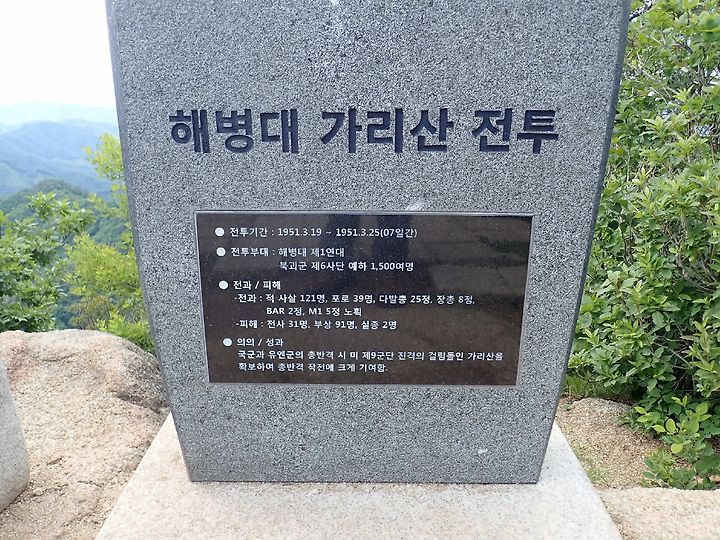 해병대 가리산 전투
● 전투기간 : 1951.3.19 ~ 1951.3.25(07일간)
● 전투부대 : 해병대 제1연대
북괴군 제6사단 예하 1,500여명
● 전과 / 피해
-전과 : 적 사살 121명, 포로 39명, 다발총 25정, 장총 8정,
BAR 2정, M1 5정 노획
-피해 : 전사 31명, 부상 91명, 실종 2명
● 의의 / 성과
국군과 유엔군의 총반격 시 미 제9군단 진격의 걸림돌인 가리산을
확보하여 총반격 작전에 크게 기여함.